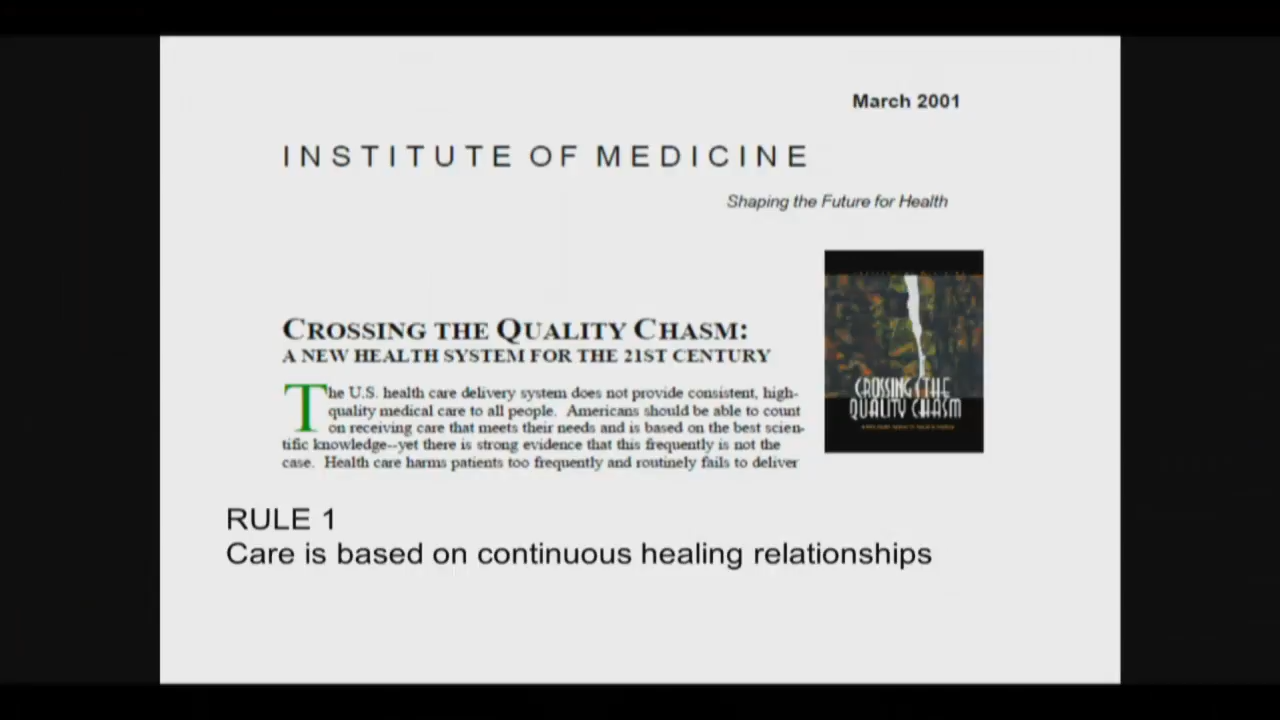 March 2001
INSTITUTE OF MEDICINE
Shaping the Future for Health
CROSSING THE QUALITY CHASM:
A NEW HEALTH SYSTEM FOR THE 21ST CENTURY
The U.S. health care delivery system does not provide consistent, high-
quality medical care to all people. Americans should be able to count
on receiving care that meets their needs and is based on the best scien-
tific knowledge--yet there is strong evidence that this frequently is not the
case. Health care harms patients too frequently and routinely fails to deliver
CROSSING THE
QUALITY CHASM
RULE 1
Care is based on continuous healing relationships